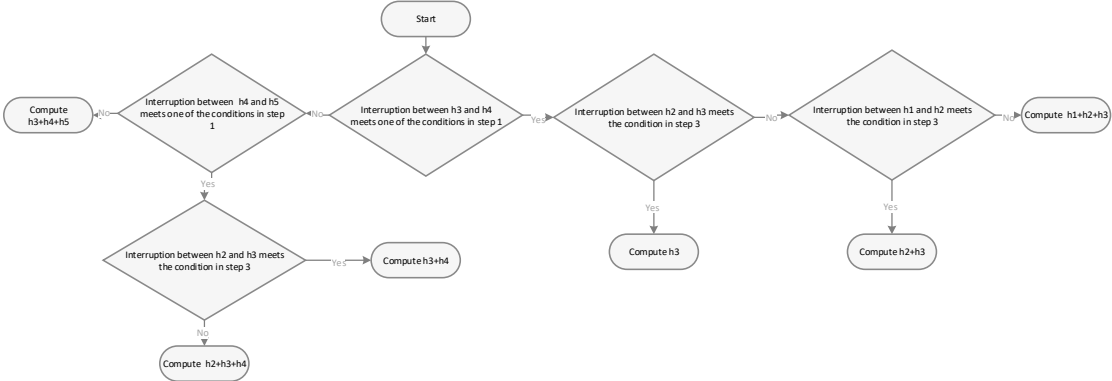 Start
Interruption between h3 and h4
meets one of the conditions in step 1
No
Yes
Interruption between h4 and h5
meets one of the conditions in step
1
No
Compute
h3+h4+h5
Yes
Interruption between h2 and h3 meets
the condition in step 3
Yes
Compute h3+h4
No
Compute h2+h3+h4
Interruption between h2 and h3 meets
the condition in step 3
No
Yes
Compute h3
Interruption between h1 and h2 meets
the condition in step 3
No
Compute h1+h2+h3
Yes
Compute h2+h3